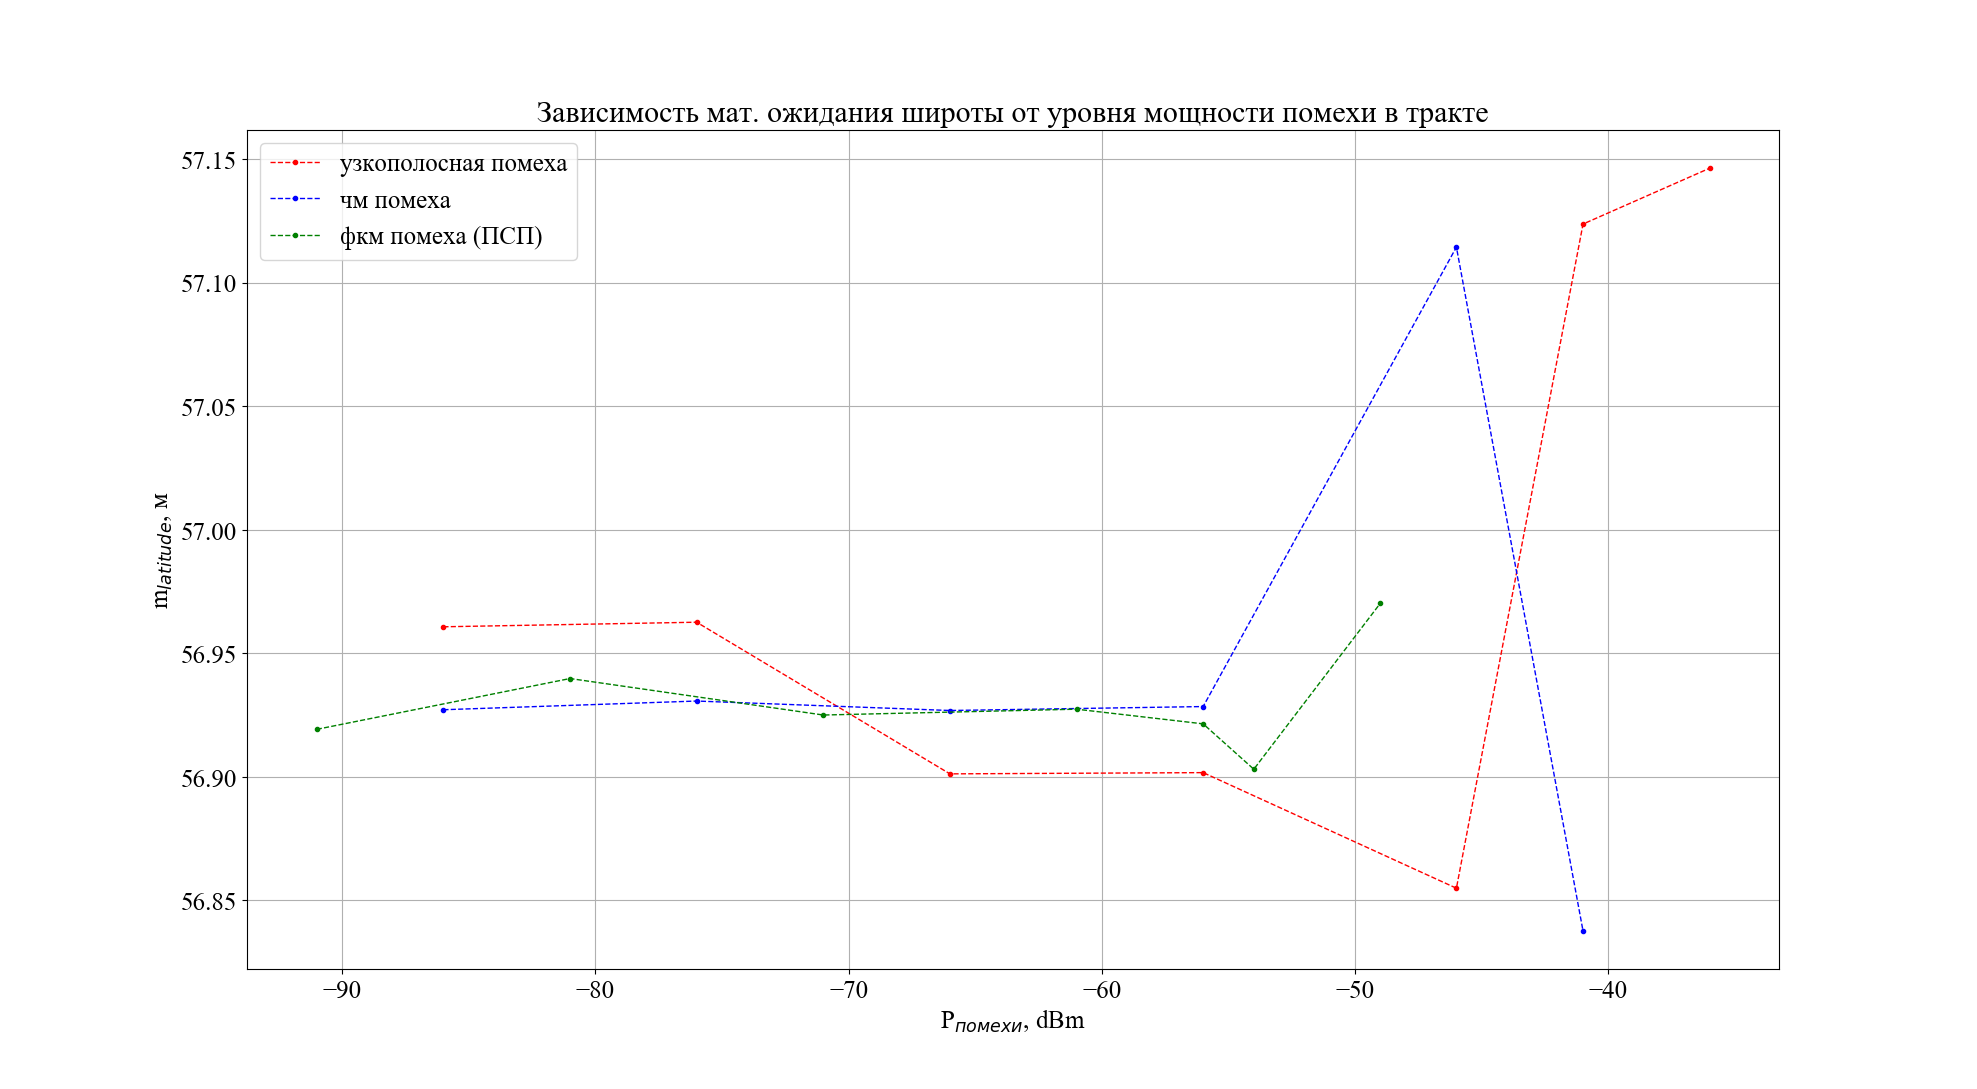 Зависимость мат. ожидания широты от уровня мощности помехи в тракте
узкополосная помеха
чм помеха
фкм помеха (ПСП)
57.15
57.10
57.05
57.00
56.95
56.90
56.85
m_latitude, м
−90 −80 −70 −60 −50 −40
P_помехи, dBm